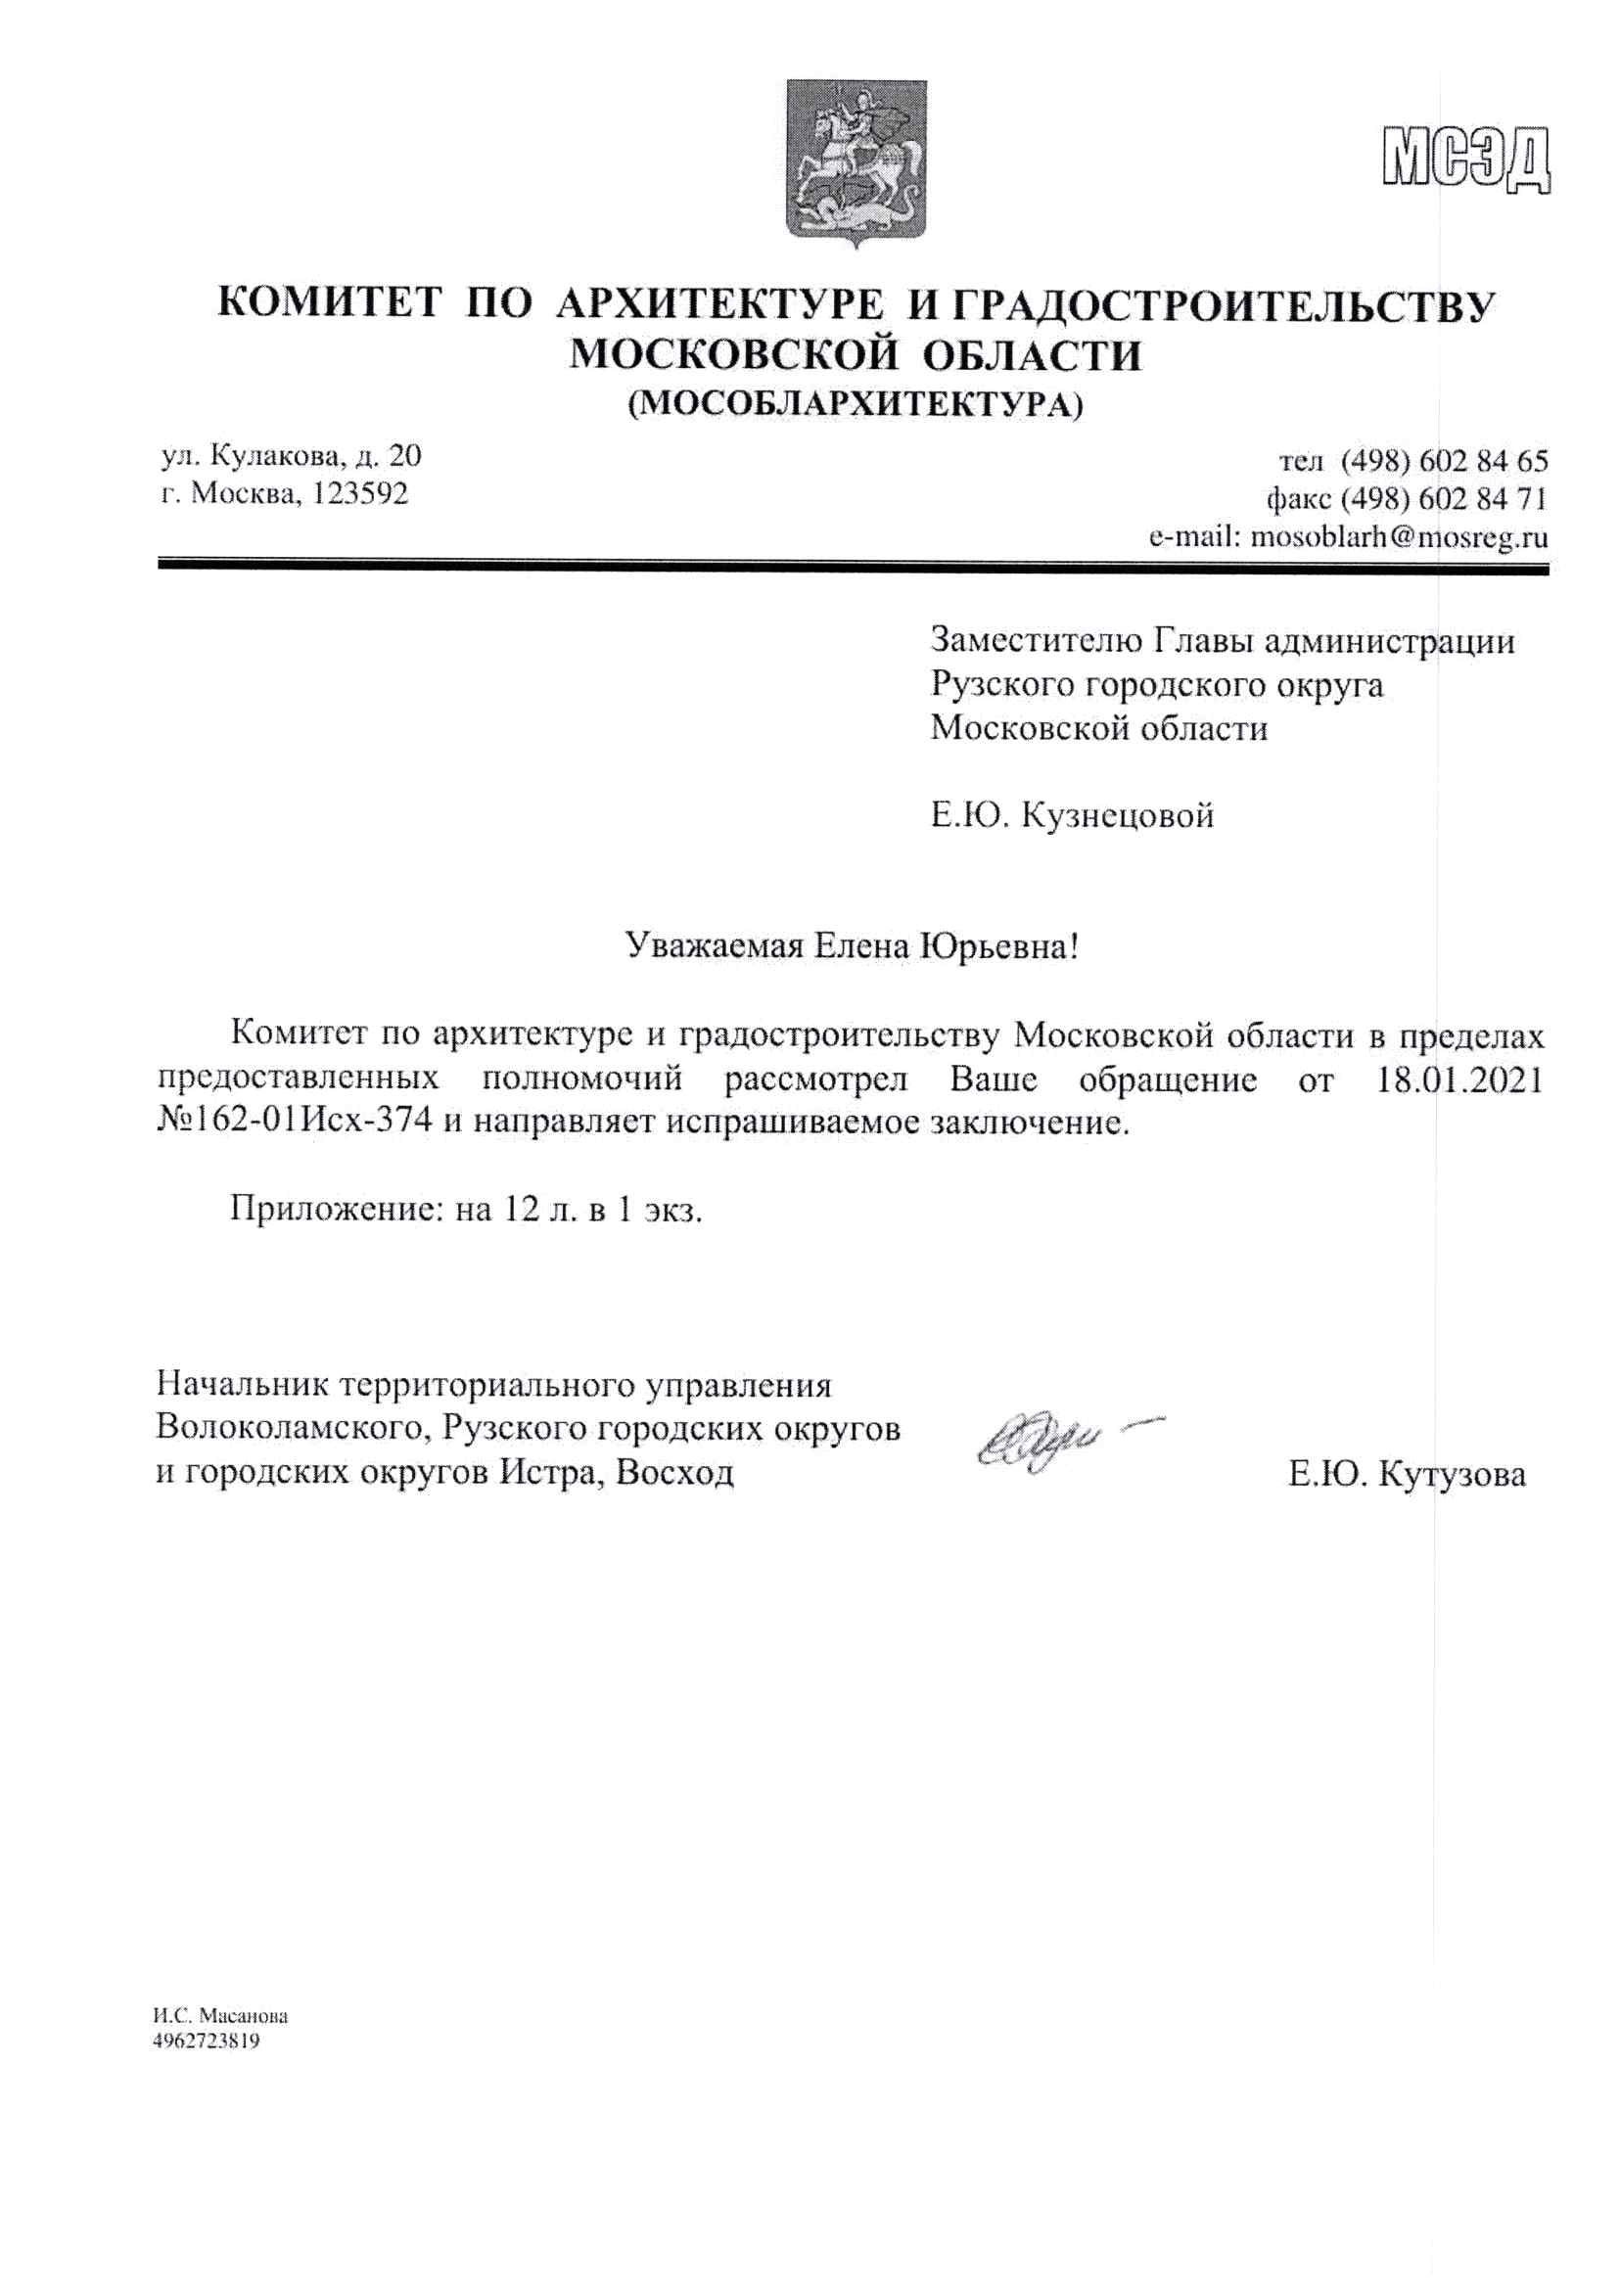 МСЭД
КОМИТЕТ ПО АРХИТЕКТУРЕ И ГРАДОСТРОИТЕЛЬСТВУ
МОСКОВСКОЙ ОБЛАСТИ
(МОСОБЛАРХИТЕКТУРА)
ул. Кулакова, д. 20
г. Москва, 123592
тел (498) 602 84 65
факс (498) 602 84 71
e-mail: mosoblarh@mosreg.ru
Заместителю Главы администрации
Рузского городского округа
Московской области
Е.Ю. Кузнецовой
Уважаемая Елена Юрьевна!
Комитет по архитектуре и градостроительству Московской области в пределах
предоставленных полномочий рассмотрел Ваше обращение от 18.01.2021
№162-01Исх-374 и направляет испрашиваемое заключение.
Приложение: на 12 л. в 1 экз.
Начальник территориального управления
Волоколамского, Рузского городских округов
и городских округов Истра, Восход
Е.Ю. Кутузова
И.С. Масанова
4962723819